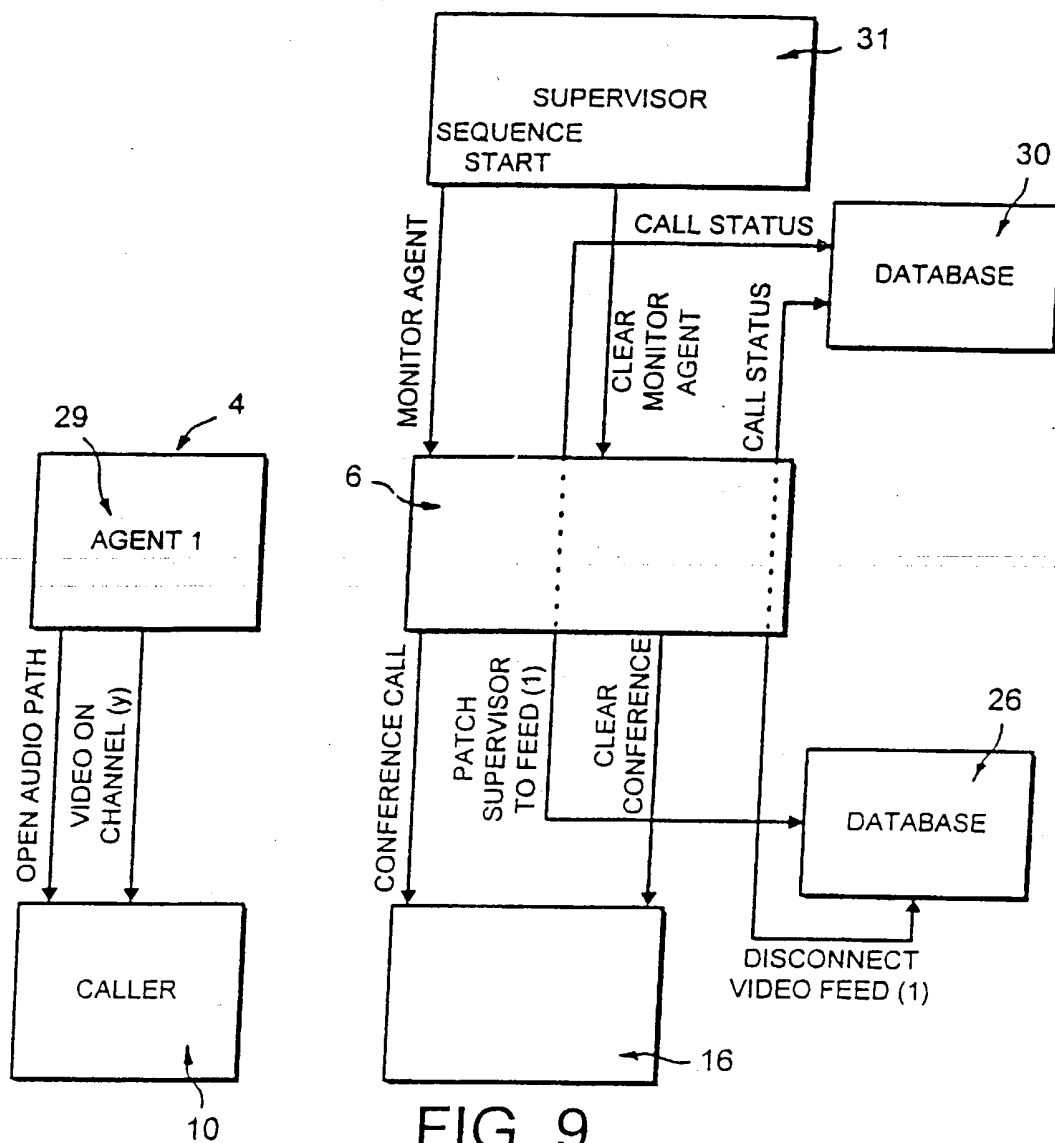 31
SUPERVISOR
SEQUENCE
START
30
CALL STATUS
DATABASE
MONITOR AGENT
CLEAR
MONITOR
AGENT
CALL STATUS
4
29
AGENT 1
6
OPEN AUDIO PATH
VIDEO ON
CHANNEL (y)
CONFERENCE CALL
PATCH
SUPERVISOR
TO FEED (1)
CLEAR
CONFERENCE
26
DATABASE
DISCONNECT
VIDEO FEED (1)
CALLER
16
10
FIG. 9